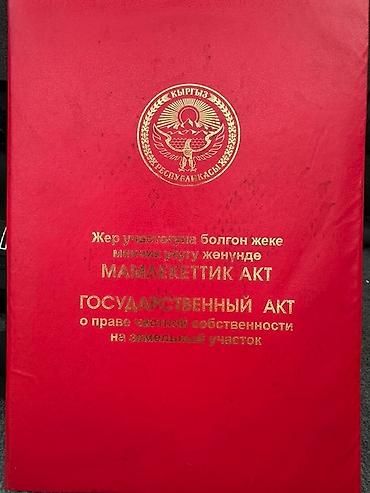 КЫРГЫЗ
РЕСПУБЛИКАСЫ
Жер участогуна болгон жеке
менчик укугу жөнүндө
МАМЛЕКЕТТИК АКТ
ГОСУДАРСТВЕННЫЙ АКТ
о праве частной собственности
на земельный участок